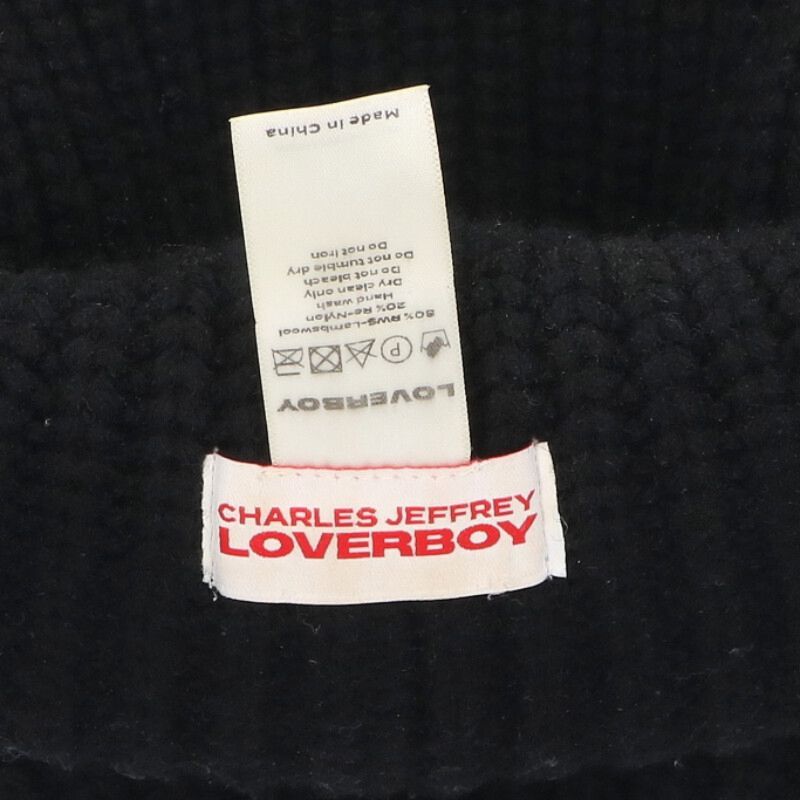 CHARLES JEFFREY
LOVERBOY
LOVERBOY
80% RWS-Lambswool
20% Re-Nylon
Hand wash
Dry clean only
Do not bleach
Do not tumble dry
Do not iron
Made in China